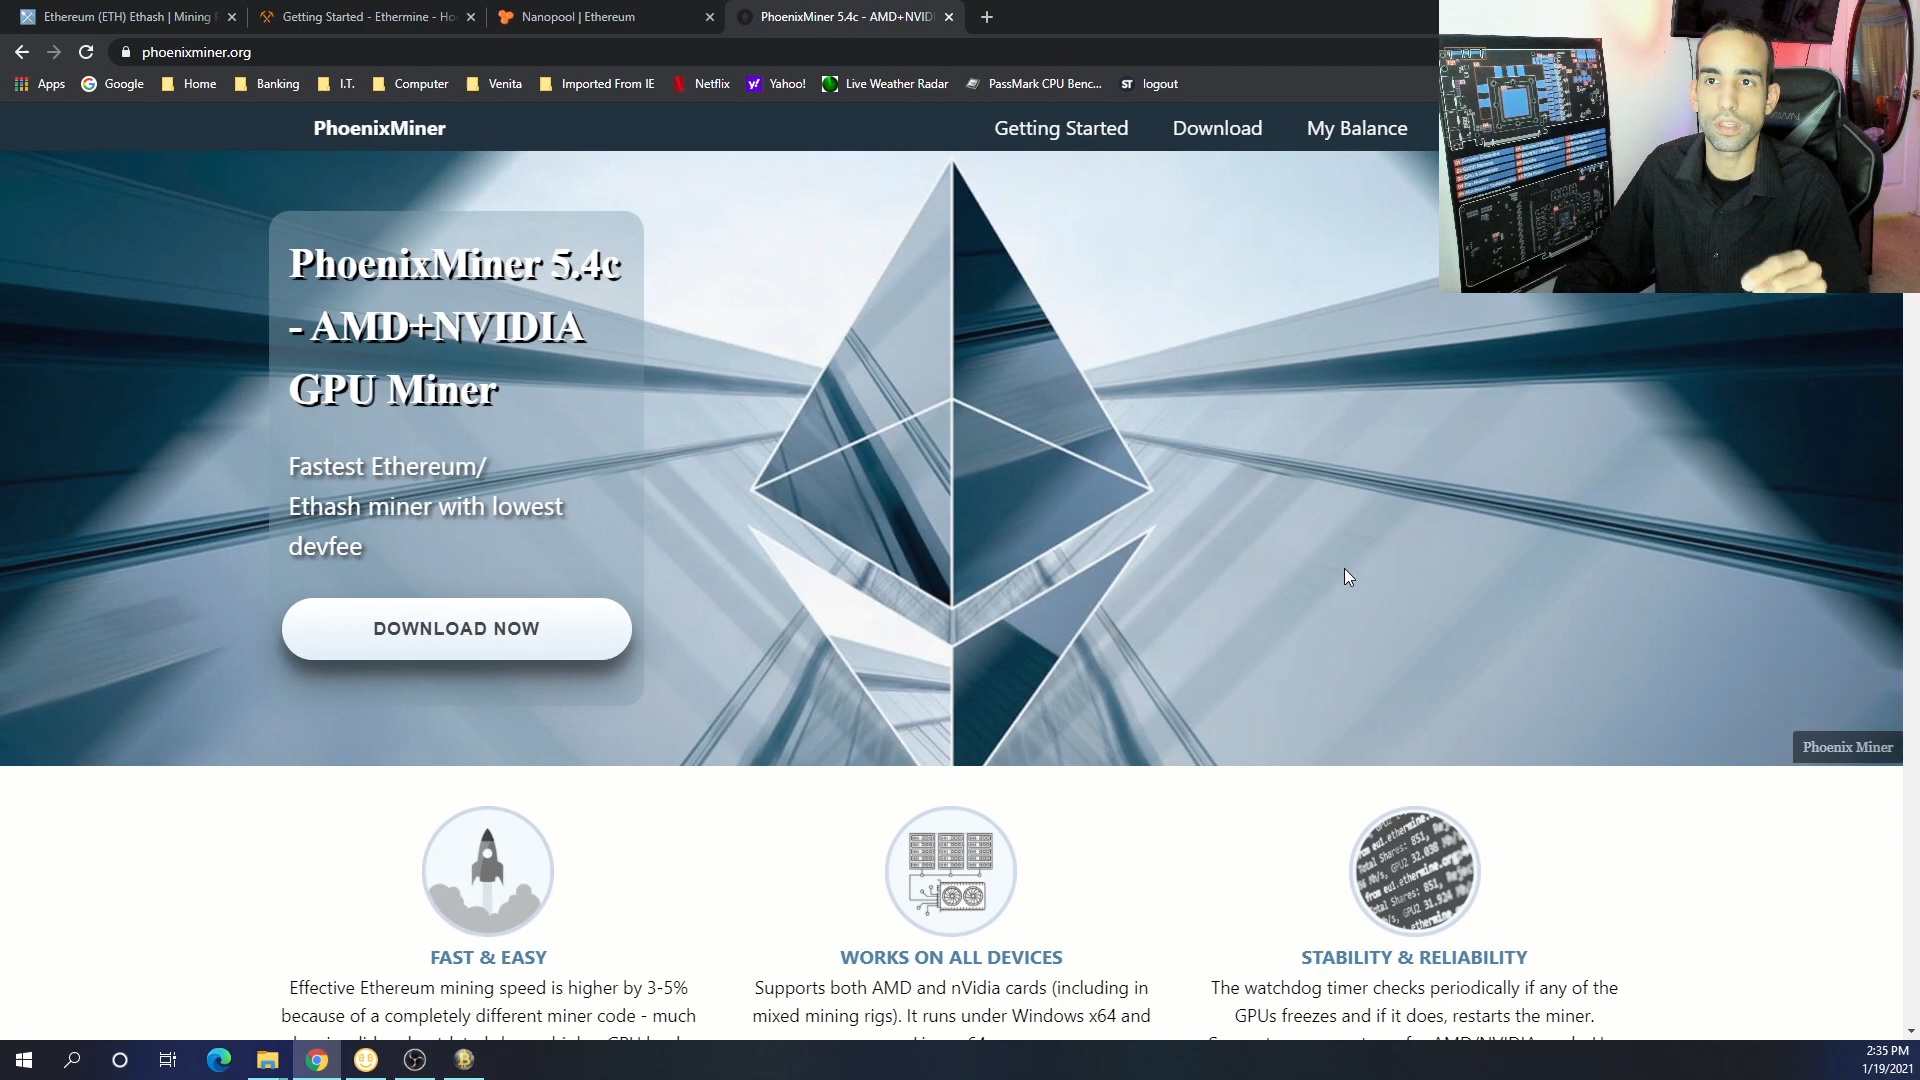 Ethereum (ETH) Ethash | Mining
Getting Started - Ethermine - Ho
Nanopool | Ethereum
PhoenixMiner 5.4c - AMD+NVID
phoenixminer.org
Apps
Google
Home
Banking
I.T.
Computer
Venita
Imported From IE
Netflix
Yahoo!
Live Weather Radar
PassMark CPU Benc...
ST
logout
PhoenixMiner
Getting Started
Download
My Balance
PhoenixMiner 5.4c
- AMD+NVIDIA
GPU Miner
Fastest Ethereum/
Ethash miner with lowest
devfee
DOWNLOAD NOW
Phoenix Miner
FAST & EASY
Effective Ethereum mining speed is higher by 3-5%
because of a completely different miner code - much
WORKS ON ALL DEVICES
Supports both AMD and nVidia cards (including in
mixed mining rigs). It runs under Windows x64 and
STABILITY & RELIABILITY
The watchdog timer checks periodically if any of the
GPUs freezes and if it does, restarts the miner.
2:35 PM
1/19/2021